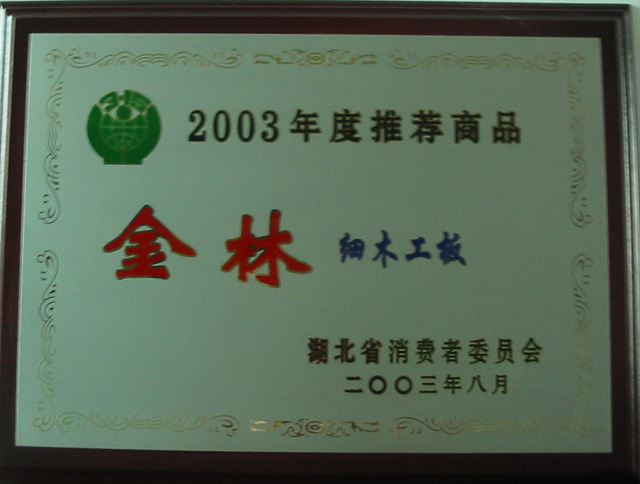 2003年度推荐商品
金林 细木工板
湖北省消费者委员会
二〇〇三年八月